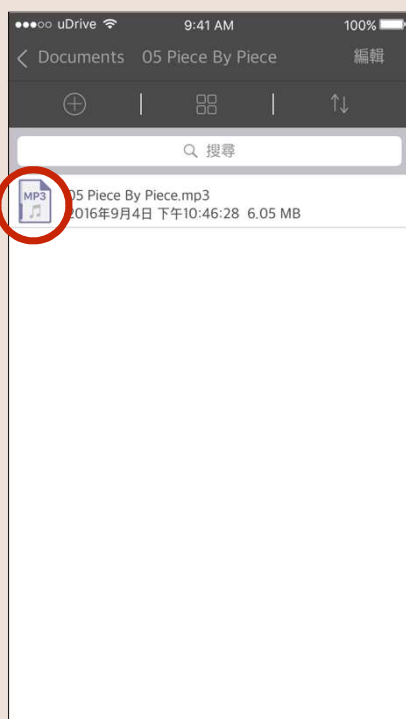 uDrive 9:41 AM 100%
Documents 05 Piece By Piece 編輯
搜尋
MP3
05 Piece By Piece.mp3
2016年9月4日 下午10:46:28 6.05 MB